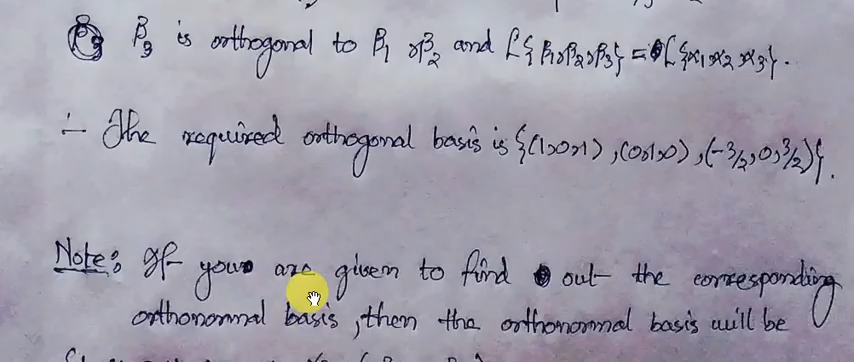 β3 is orthogonal to β1, β2 and L{β1, β2, β3} = L{α1, α2, α3}.
∴ The required orthogonal basis is {(1,0,1), (0,1,0), (-3/2, 0, 3/2)}.
Note: If you are given to find out the corresponding
orthonormal basis, then the orthonormal basis will be